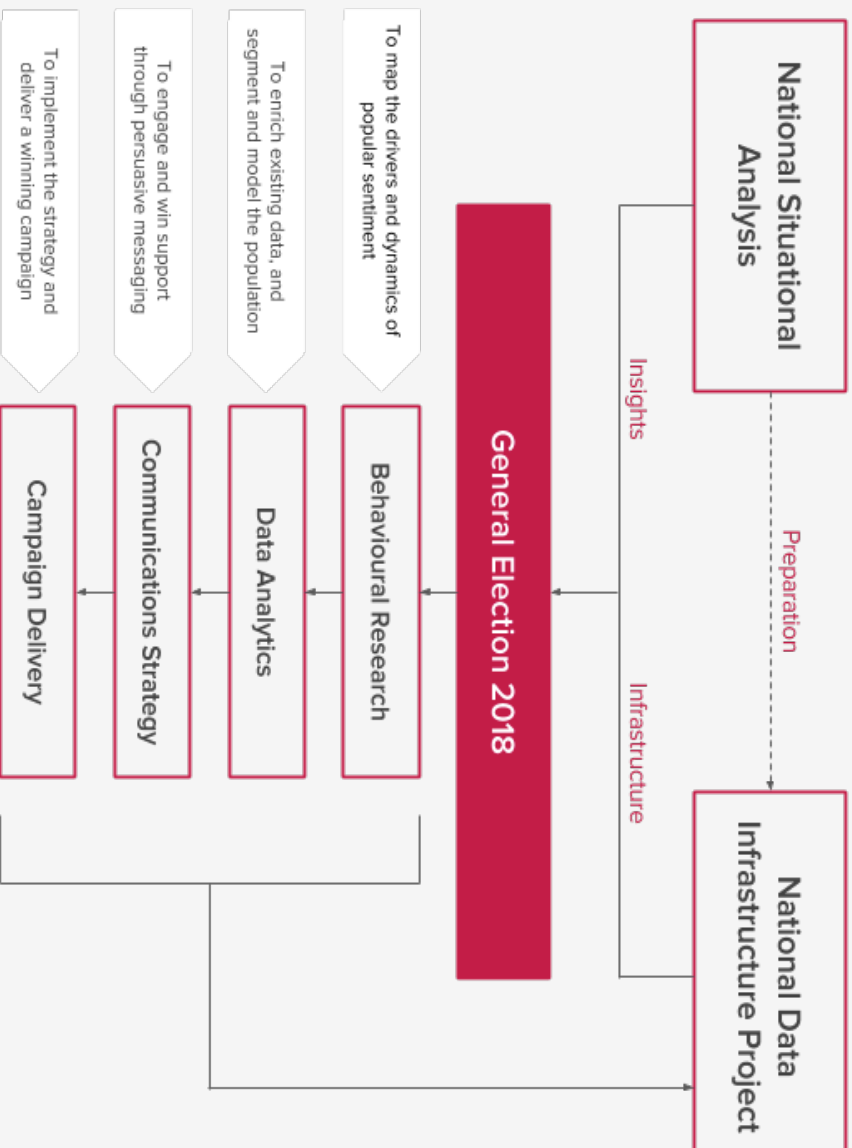 National Situational
Analysis
Preparation
National Data
Infrastructure Project
Insights
Infrastructure
General Election 2018
To map the drivers and dynamics of
popular sentiment
Behavioural Research
To enrich existing data, and
segment and model the population
Data Analytics
To engage and win support
through persuasive messaging
Communications Strategy
To implement the strategy and
deliver a winning campaign
Campaign Delivery